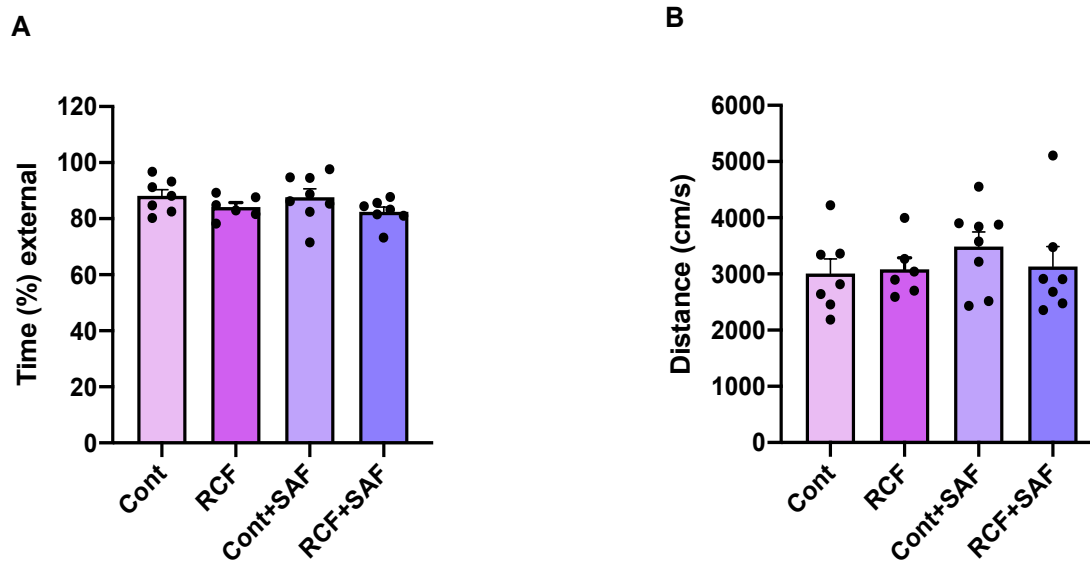 A
Time (%) external
120
100
80
60
40
20
0
Cont
RCF
Cont+SAF
RCF+SAF
B
Distance (cm/s)
6000
5000
4000
3000
2000
1000
0
Cont
RCF
Cont+SAF
RCF+SAF